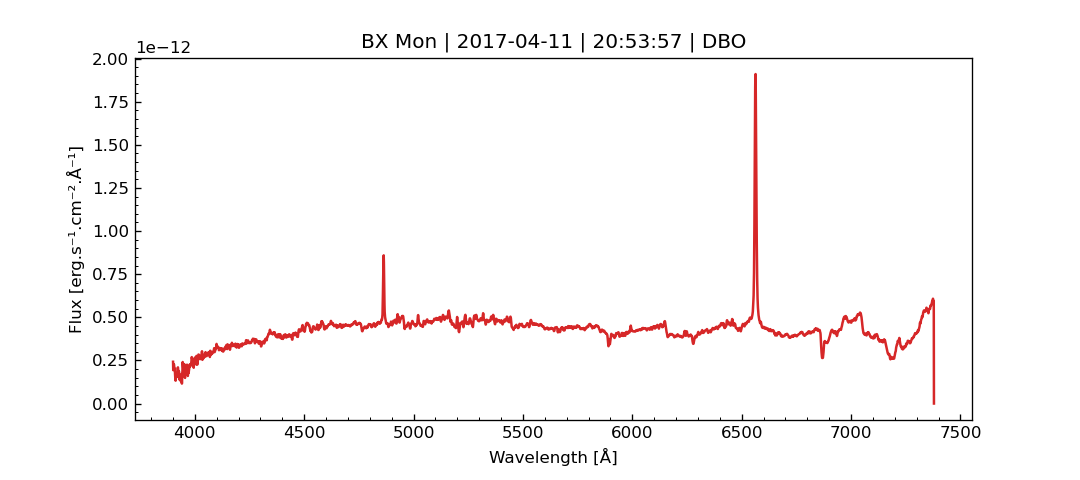 BX Mon | 2017-04-11 | 20:53:57 | DBO
1e−12
2.00
1.75
1.50
1.25
1.00
0.75
0.50
0.25
0.00
Flux [erg.s⁻¹.cm⁻².Å⁻¹]
4000 4500 5000 5500 6000 6500 7000 7500
Wavelength [Å]